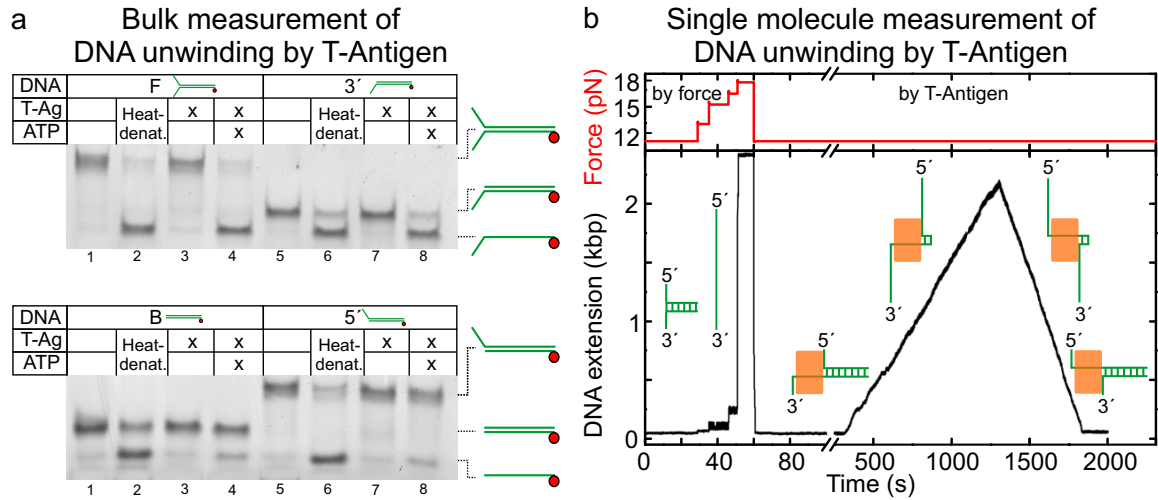 a
Bulk measurement of
DNA unwinding by T-Antigen
DNA F 3´
T-Ag Heat- x x Heat- x x
ATP denat. x denat. x
1 2 3 4 5 6 7 8
DNA B 5´
T-Ag Heat- x x Heat- x x
ATP denat. x denat. x
1 2 3 4 5 6 7 8
b
Single molecule measurement of
DNA unwinding by T-Antigen
Force (pN)
18
15
12
by force
by T-Antigen
DNA extension (kbp)
2
1
0
5´
3´
5´
3´
5´
3´
5´
3´
5´
3´
5´
3´
0 40 80 500 1000 1500 2000
Time (s)